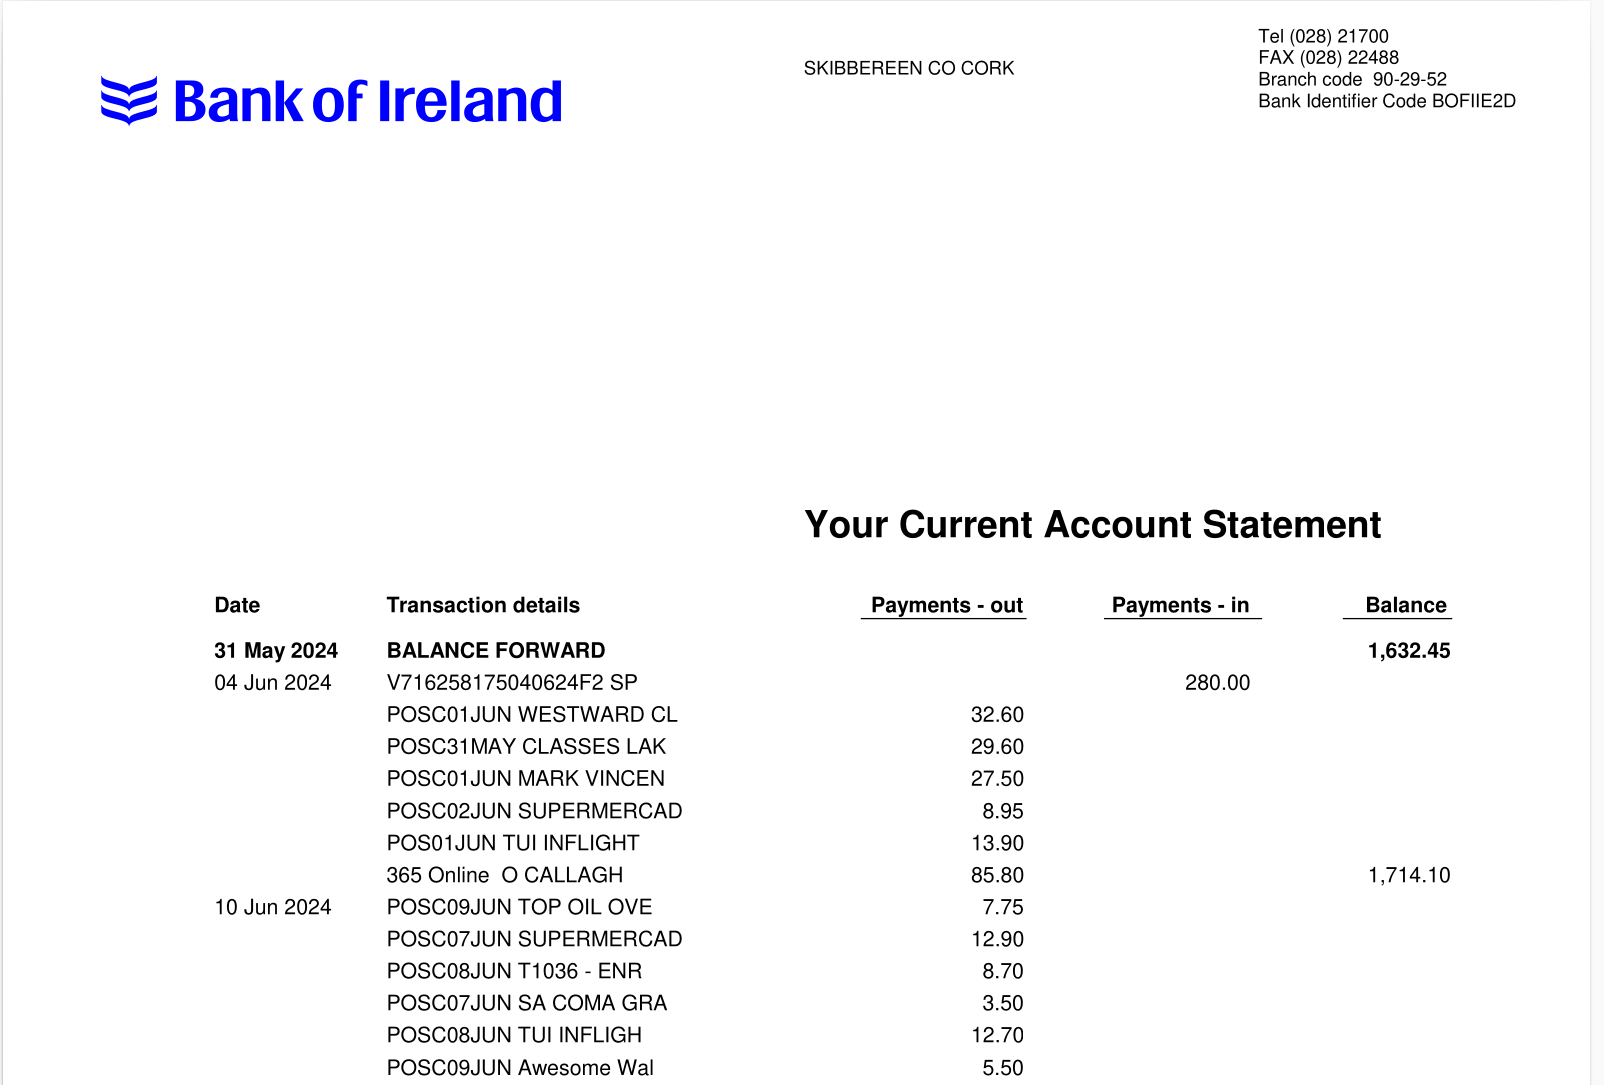 Bank of Ireland
SKIBBEREEN CO CORK
Tel (028) 21700
FAX (028) 22488
Branch code 90-29-52
Bank Identifier Code BOFIIE2D
Your Current Account Statement
Date Transaction details Payments - out Payments - in Balance
31 May 2024 BALANCE FORWARD 1,632.45
04 Jun 2024 V716258175040624F2 SP 280.00
POSC01JUN WESTWARD CL 32.60
POSC31MAY CLASSES LAK 29.60
POSC01JUN MARK VINCEN 27.50
POSC02JUN SUPERMERCAD 8.95
POS01JUN TUI INFLIGHT 13.90
365 Online O CALLAGH 85.80 1,714.10
10 Jun 2024 POSC09JUN TOP OIL OVE 7.75
POSC07JUN SUPERMERCAD 12.90
POSC08JUN T1036 - ENR 8.70
POSC07JUN SA COMA GRA 3.50
POSC08JUN TUI INFLIGH 12.70
POSC09JUN Awesome Wal 5.50